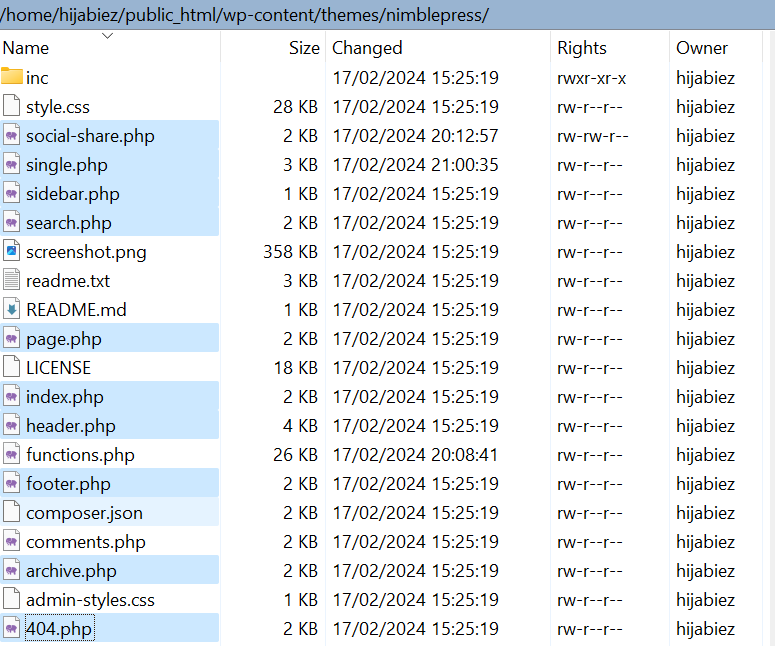 /home/hijabiez/public_html/wp-content/themes/nimblepress/
Name Size Changed Rights Owner
inc 17/02/2024 15:25:19 rwxr-xr-x hijabiez
style.css 28 KB 17/02/2024 15:25:19 rw-r--r-- hijabiez
social-share.php 2 KB 17/02/2024 20:12:57 rw-rw-r-- hijabiez
single.php 3 KB 17/02/2024 21:00:35 rw-r--r-- hijabiez
sidebar.php 1 KB 17/02/2024 15:25:19 rw-r--r-- hijabiez
search.php 2 KB 17/02/2024 15:25:19 rw-r--r-- hijabiez
screenshot.png 358 KB 17/02/2024 15:25:19 rw-r--r-- hijabiez
readme.txt 3 KB 17/02/2024 15:25:19 rw-r--r-- hijabiez
README.md 1 KB 17/02/2024 15:25:19 rw-r--r-- hijabiez
page.php 2 KB 17/02/2024 15:25:19 rw-r--r-- hijabiez
LICENSE 18 KB 17/02/2024 15:25:19 rw-r--r-- hijabiez
index.php 2 KB 17/02/2024 15:25:19 rw-r--r-- hijabiez
header.php 4 KB 17/02/2024 15:25:19 rw-r--r-- hijabiez
functions.php 26 KB 17/02/2024 20:08:41 rw-r--r-- hijabiez
footer.php 2 KB 17/02/2024 15:25:19 rw-r--r-- hijabiez
composer.json 2 KB 17/02/2024 15:25:19 rw-r--r-- hijabiez
comments.php 2 KB 17/02/2024 15:25:19 rw-r--r-- hijabiez
archive.php 2 KB 17/02/2024 15:25:19 rw-r--r-- hijabiez
admin-styles.css 1 KB 17/02/2024 15:25:19 rw-r--r-- hijabiez
404.php 2 KB 17/02/2024 15:25:19 rw-r--r-- hijabiez